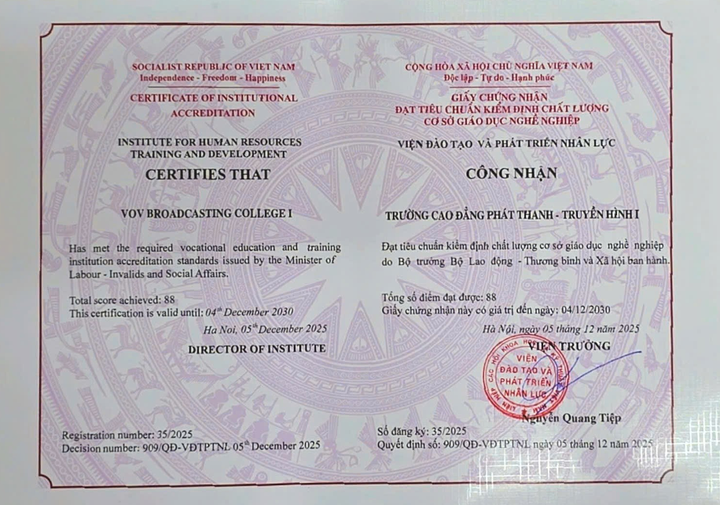 SOCIALIST REPUBLIC OF VIET NAM
Independence - Freedom - Happiness
CERTIFICATE OF INSTITUTIONAL
ACCREDITATION
INSTITUTE FOR HUMAN RESOURCES
TRAINING AND DEVELOPMENT
CERTIFIES THAT
VOV BROADCASTING COLLEGE I
Has met the required vocational education and training
institution accreditation standards issued by the Minister of
Labour - Invalids and Social Affairs.
Total score achieved: 88
This certification is valid until: 04th December 2030
Ha Noi, 05th December 2025
DIRECTOR OF INSTITUTE
Registration number: 35/2025
Decision number: 909/QĐ-VĐTPTNL 05th December 2025
CỘNG HÒA XÃ HỘI CHỦ NGHĨA VIỆT NAM
Độc lập - Tự do - Hạnh phúc
GIẤY CHỨNG NHẬN
ĐẠT TIÊU CHUẨN KIỂM ĐỊNH CHẤT LƯỢNG
CƠ SỞ GIÁO DỤC NGHỀ NGHIỆP
VIỆN ĐÀO TẠO VÀ PHÁT TRIỂN NHÂN LỰC
CÔNG NHẬN
TRƯỜNG CAO ĐẲNG PHÁT THANH - TRUYỀN HÌNH I
Đạt tiêu chuẩn kiểm định chất lượng cơ sở giáo dục nghề nghiệp
do Bộ trưởng Bộ Lao động - Thương binh và Xã hội ban hành.
Tổng số điểm đạt được: 88
Giấy chứng nhận này có giá trị đến ngày: 04/12/2030
Hà Nội, ngày 05 tháng 12 năm 2025
VIỆN TRƯỞNG
VIỆN
ĐÀO TẠO VÀ
PHÁT TRIỂN
NHÂN LỰC
Nguyễn Quang Tiệp
Số đăng ký: 35/2025
Quyết định số: 909/QĐ-VĐTPTNL ngày 05 tháng 12 năm 2025